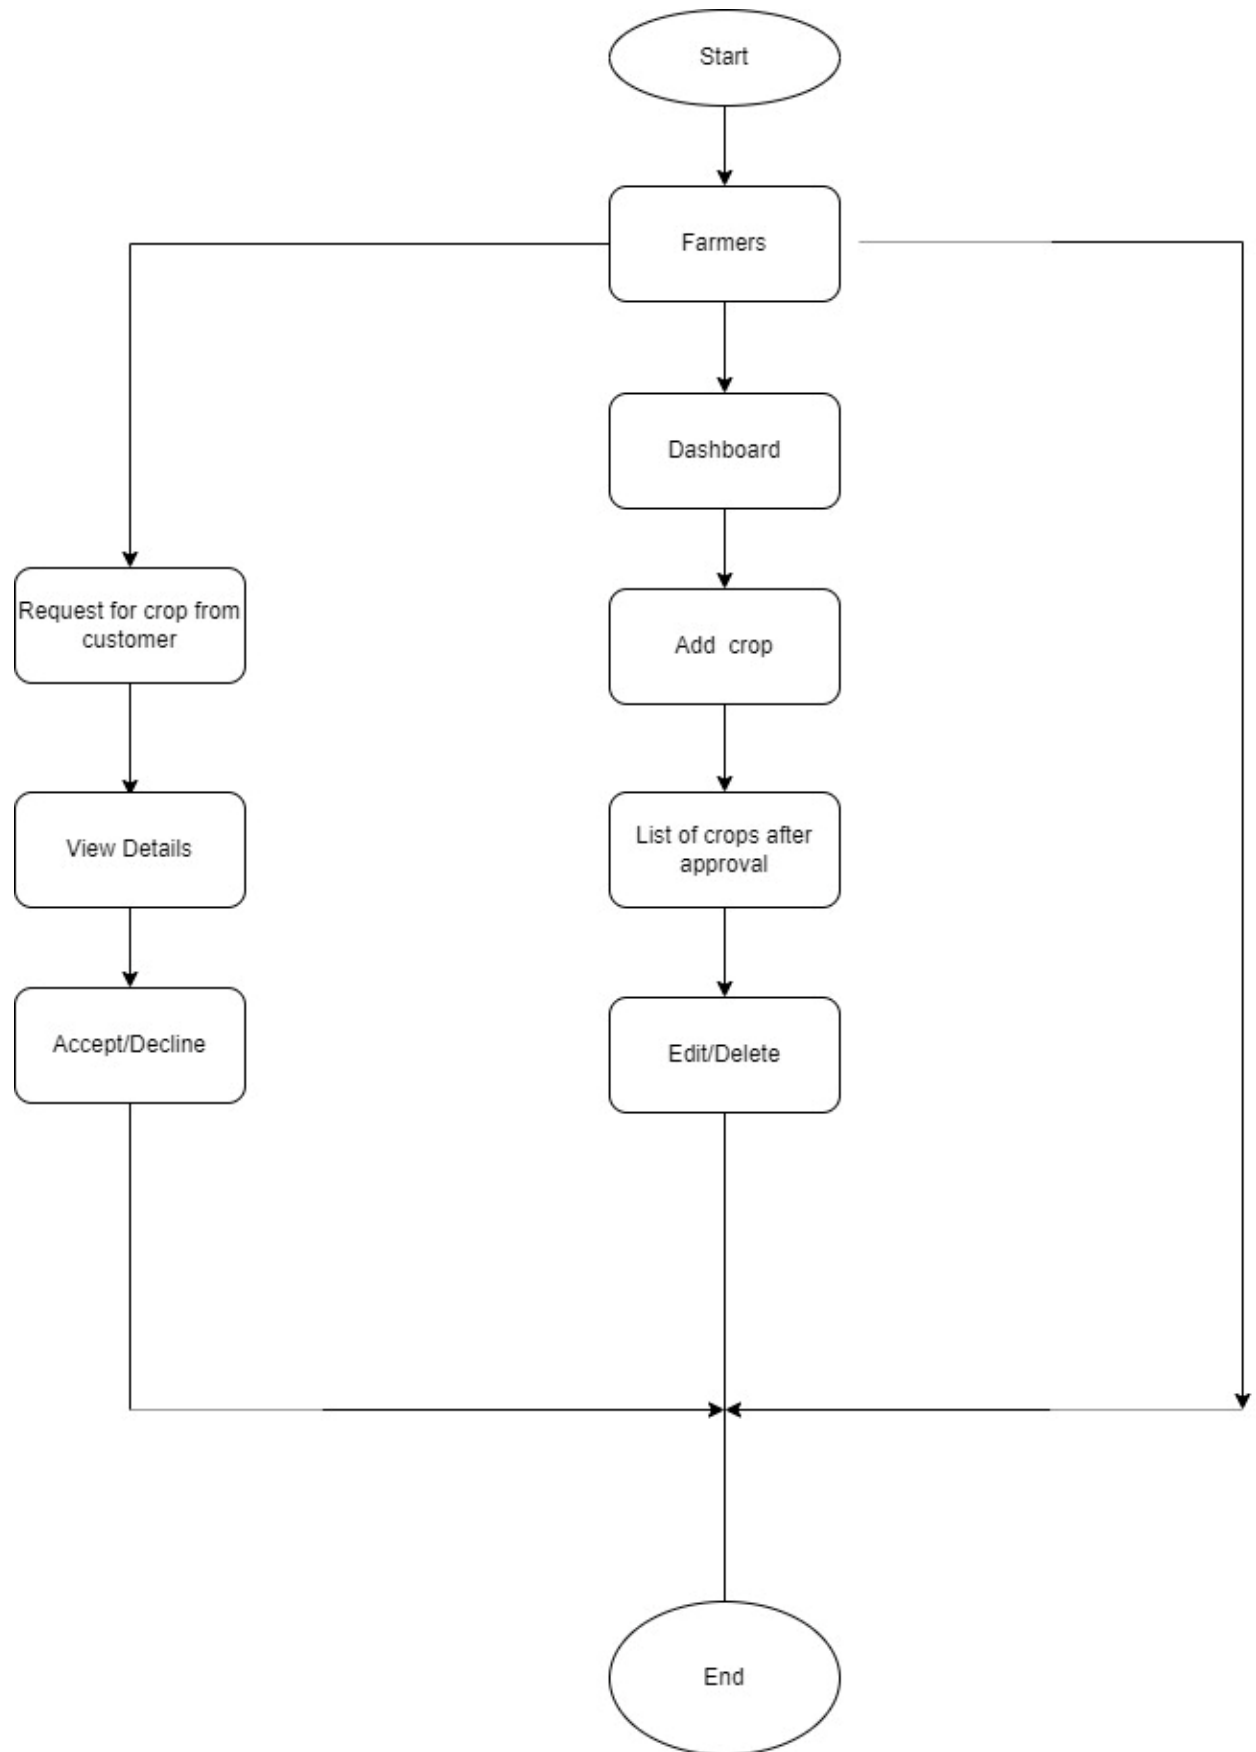 Start
Farmers
Dashboard
Request for crop from
customer
Add  crop
View Details
List of crops after
approval
Accept/Decline
Edit/Delete
End